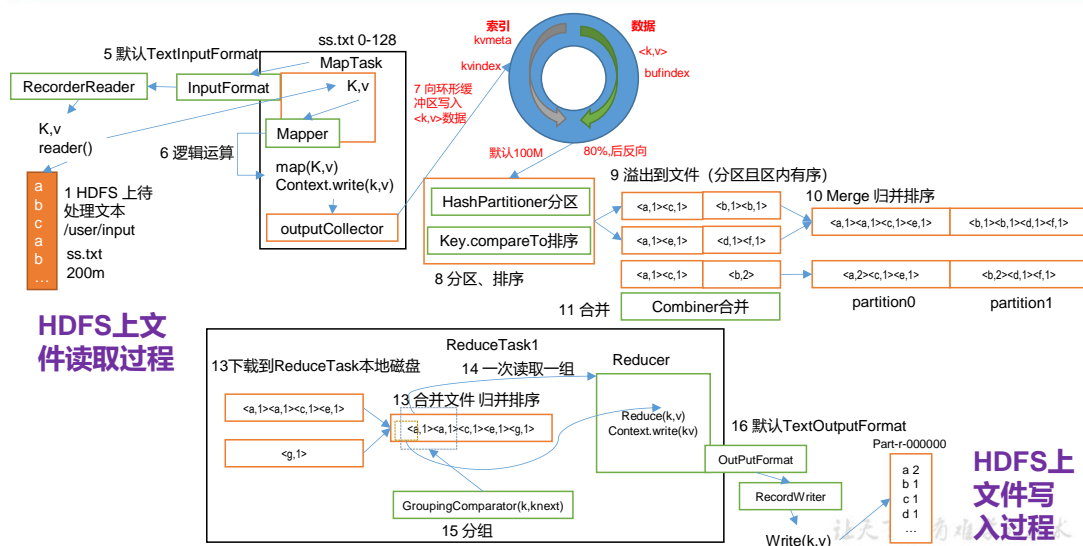 ss.txt 0-128
5 默认TextInputFormat
MapTask
RecorderReader
InputFormat
K,v
Mapper
K,v
reader()
6 逻辑运算
map(K,v)
Context.write(k,v)
outputCollector
a
b
c
a
b
…
1 HDFS 上待
处理文本
/user/input
ss.txt
200m
HDFS上文
件读取过程
索引
kvmeta
kvindex
数据
<k,v>
bufindex
7 向环形缓
冲区写入
<k,v>数据
默认100M
80%,后反向
HashPartitioner分区
Key.compareTo排序
8 分区、排序
9 溢出到文件（分区且区内有序）
<a,1><c,1>
<b,1><b,1>
<a,1><e,1>
<d,1><f,1>
<a,1><c,1>
<b,2>
10 Merge 归并排序
<a,1><a,1><c,1><e,1>
<b,1><b,1><d,1><f,1>
<a,2><c,1><e,1>
<b,2><d,1><f,1>
partition0
partition1
11 合并
Combiner合并
ReduceTask1
13下载到ReduceTask本地磁盘
14 一次读取一组
Reducer
13 合并文件 归并排序
<a,1><a,1><c,1><e,1>
<a,1><a,1><c,1><e,1><g,1>
<g,1>
Reduce(k,v)
Context.write(kv)
GroupingComparator(k,knext)
15 分组
16 默认TextOutputFormat
OutPutFormat
RecordWriter
Write(k,v)
Part-r-000000
a 2
b 1
c 1
d 1
…
HDFS上
文件写
入过程